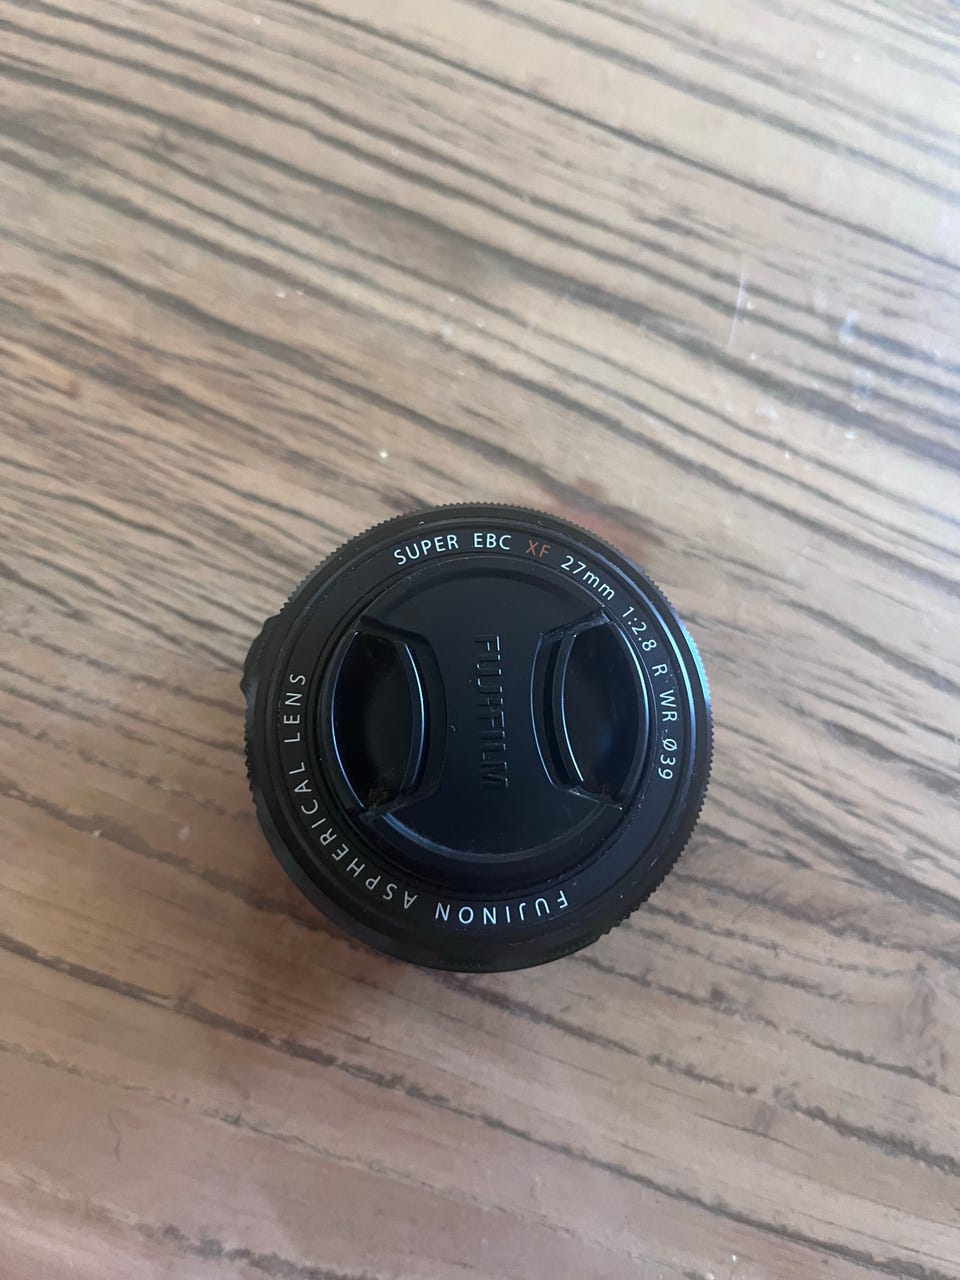 SUPER EBC XF 27mm 1:2.8 R WR Ø39
FUJINON ASPHERICAL LENS
FUJIFILM